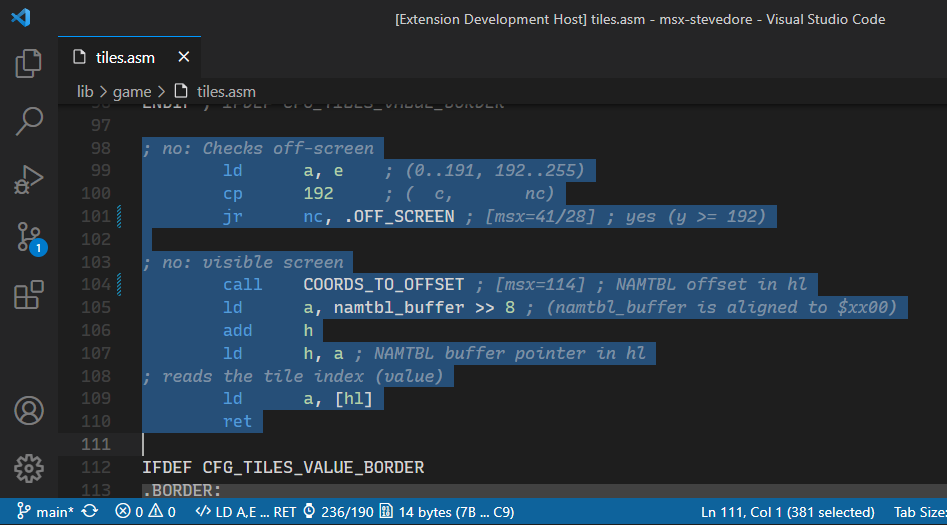 [Extension Development Host] tiles.asm - msx-stevedore - Visual Studio Code
tiles.asm
lib > game > tiles.asm
96 ENDIF ; IFDEF CFG_TILES_VALUE_BORDER
97
98 ; no: Checks off-screen
99 ld a, e ; (0..191, 192..255)
100 cp 192 ; ( c, nc)
101 jr nc, .OFF_SCREEN ; [msx=41/28] ; yes (y >= 192)
102
103 ; no: visible screen
104 call COORDS_TO_OFFSET ; [msx=114] ; NAMTBL offset in hl
105 ld a, namtbl_buffer >> 8 ; (namtbl_buffer is aligned to $xx00)
106 add h
107 ld h, a ; NAMTBL buffer pointer in hl
108 ; reads the tile index (value)
109 ld a, [hl]
110 ret
111
112 IFDEF CFG_TILES_VALUE_BORDER
113 .BORDER:
1
main* 0 0 LD A,E ... RET 236/190 14 bytes (7B ... C9) Ln 111, Col 1 (381 selected) Tab Size